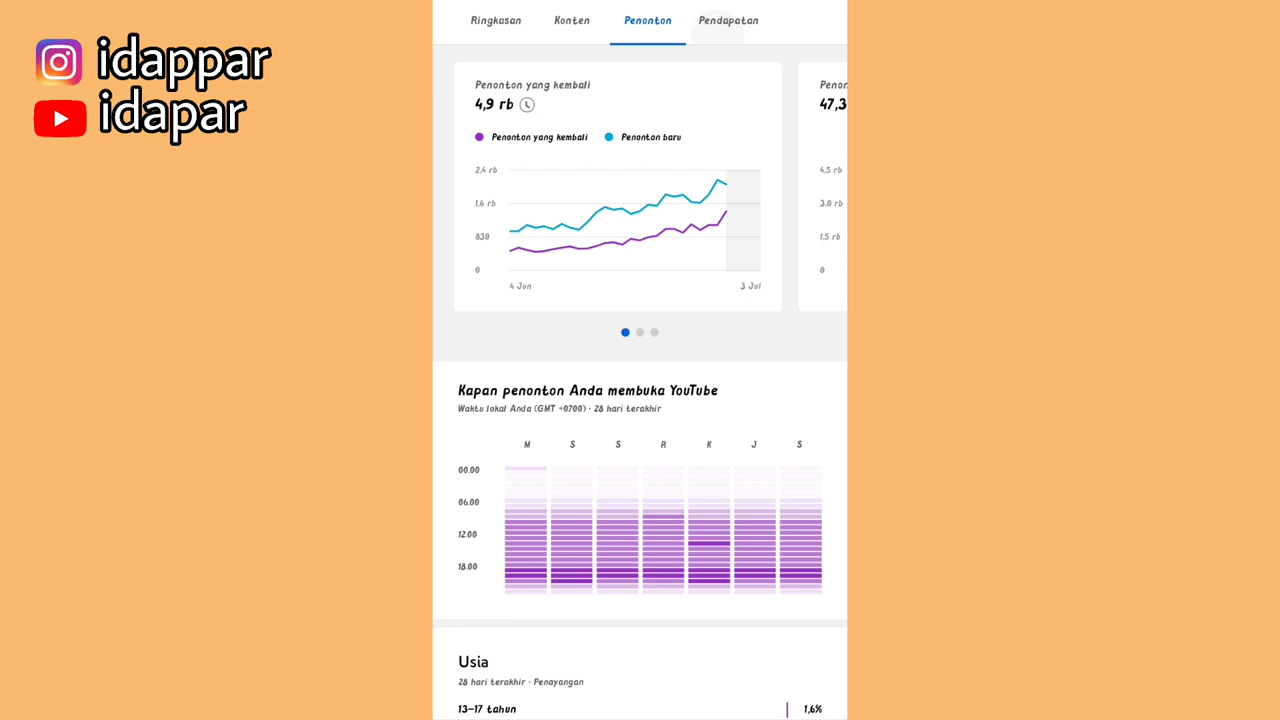 idappar
idapar
Ringkasan Konten Penonton Pendapatan
Penonton yang kembali
4,9 rb
Penonton yang kembali Penonton baru
2,4 rb
1,6 rb
830
0
4 Jun 3 Jul
Penon
47,3
4,5 rb
3,0 rb
1,5 rb
0
Kapan penonton Anda membuka YouTube
Waktu lokal Anda (GMT +0700) · 28 hari terakhir
M S S R K J S
00.00
06.00
12.00
18.00
Usia
28 hari terakhir · Penayangan
13–17 tahun 1,6%